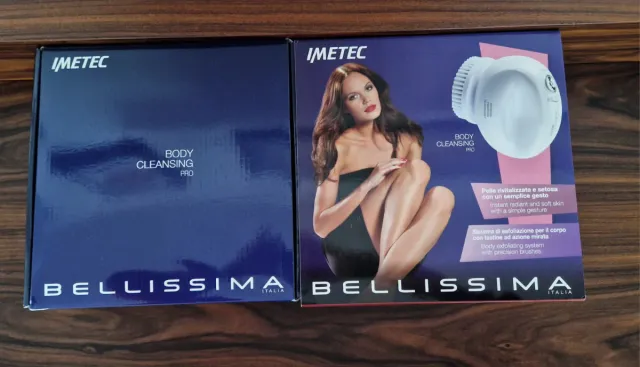 IMETEC
BODY
CLEANSING
PRO
BELLISSIMA
ITALIA
IMETEC
BODY
CLEANSING
PRO
Pelle rivitalizzata e setosa
con un semplice gesto
Instant radiant and soft skin
with a simple gesture
Sistema di esfoliazione per il corpo
con testine ad azione mirata
Body exfoliating system
with precision brushes.
BELLISSIMA
ITALIA